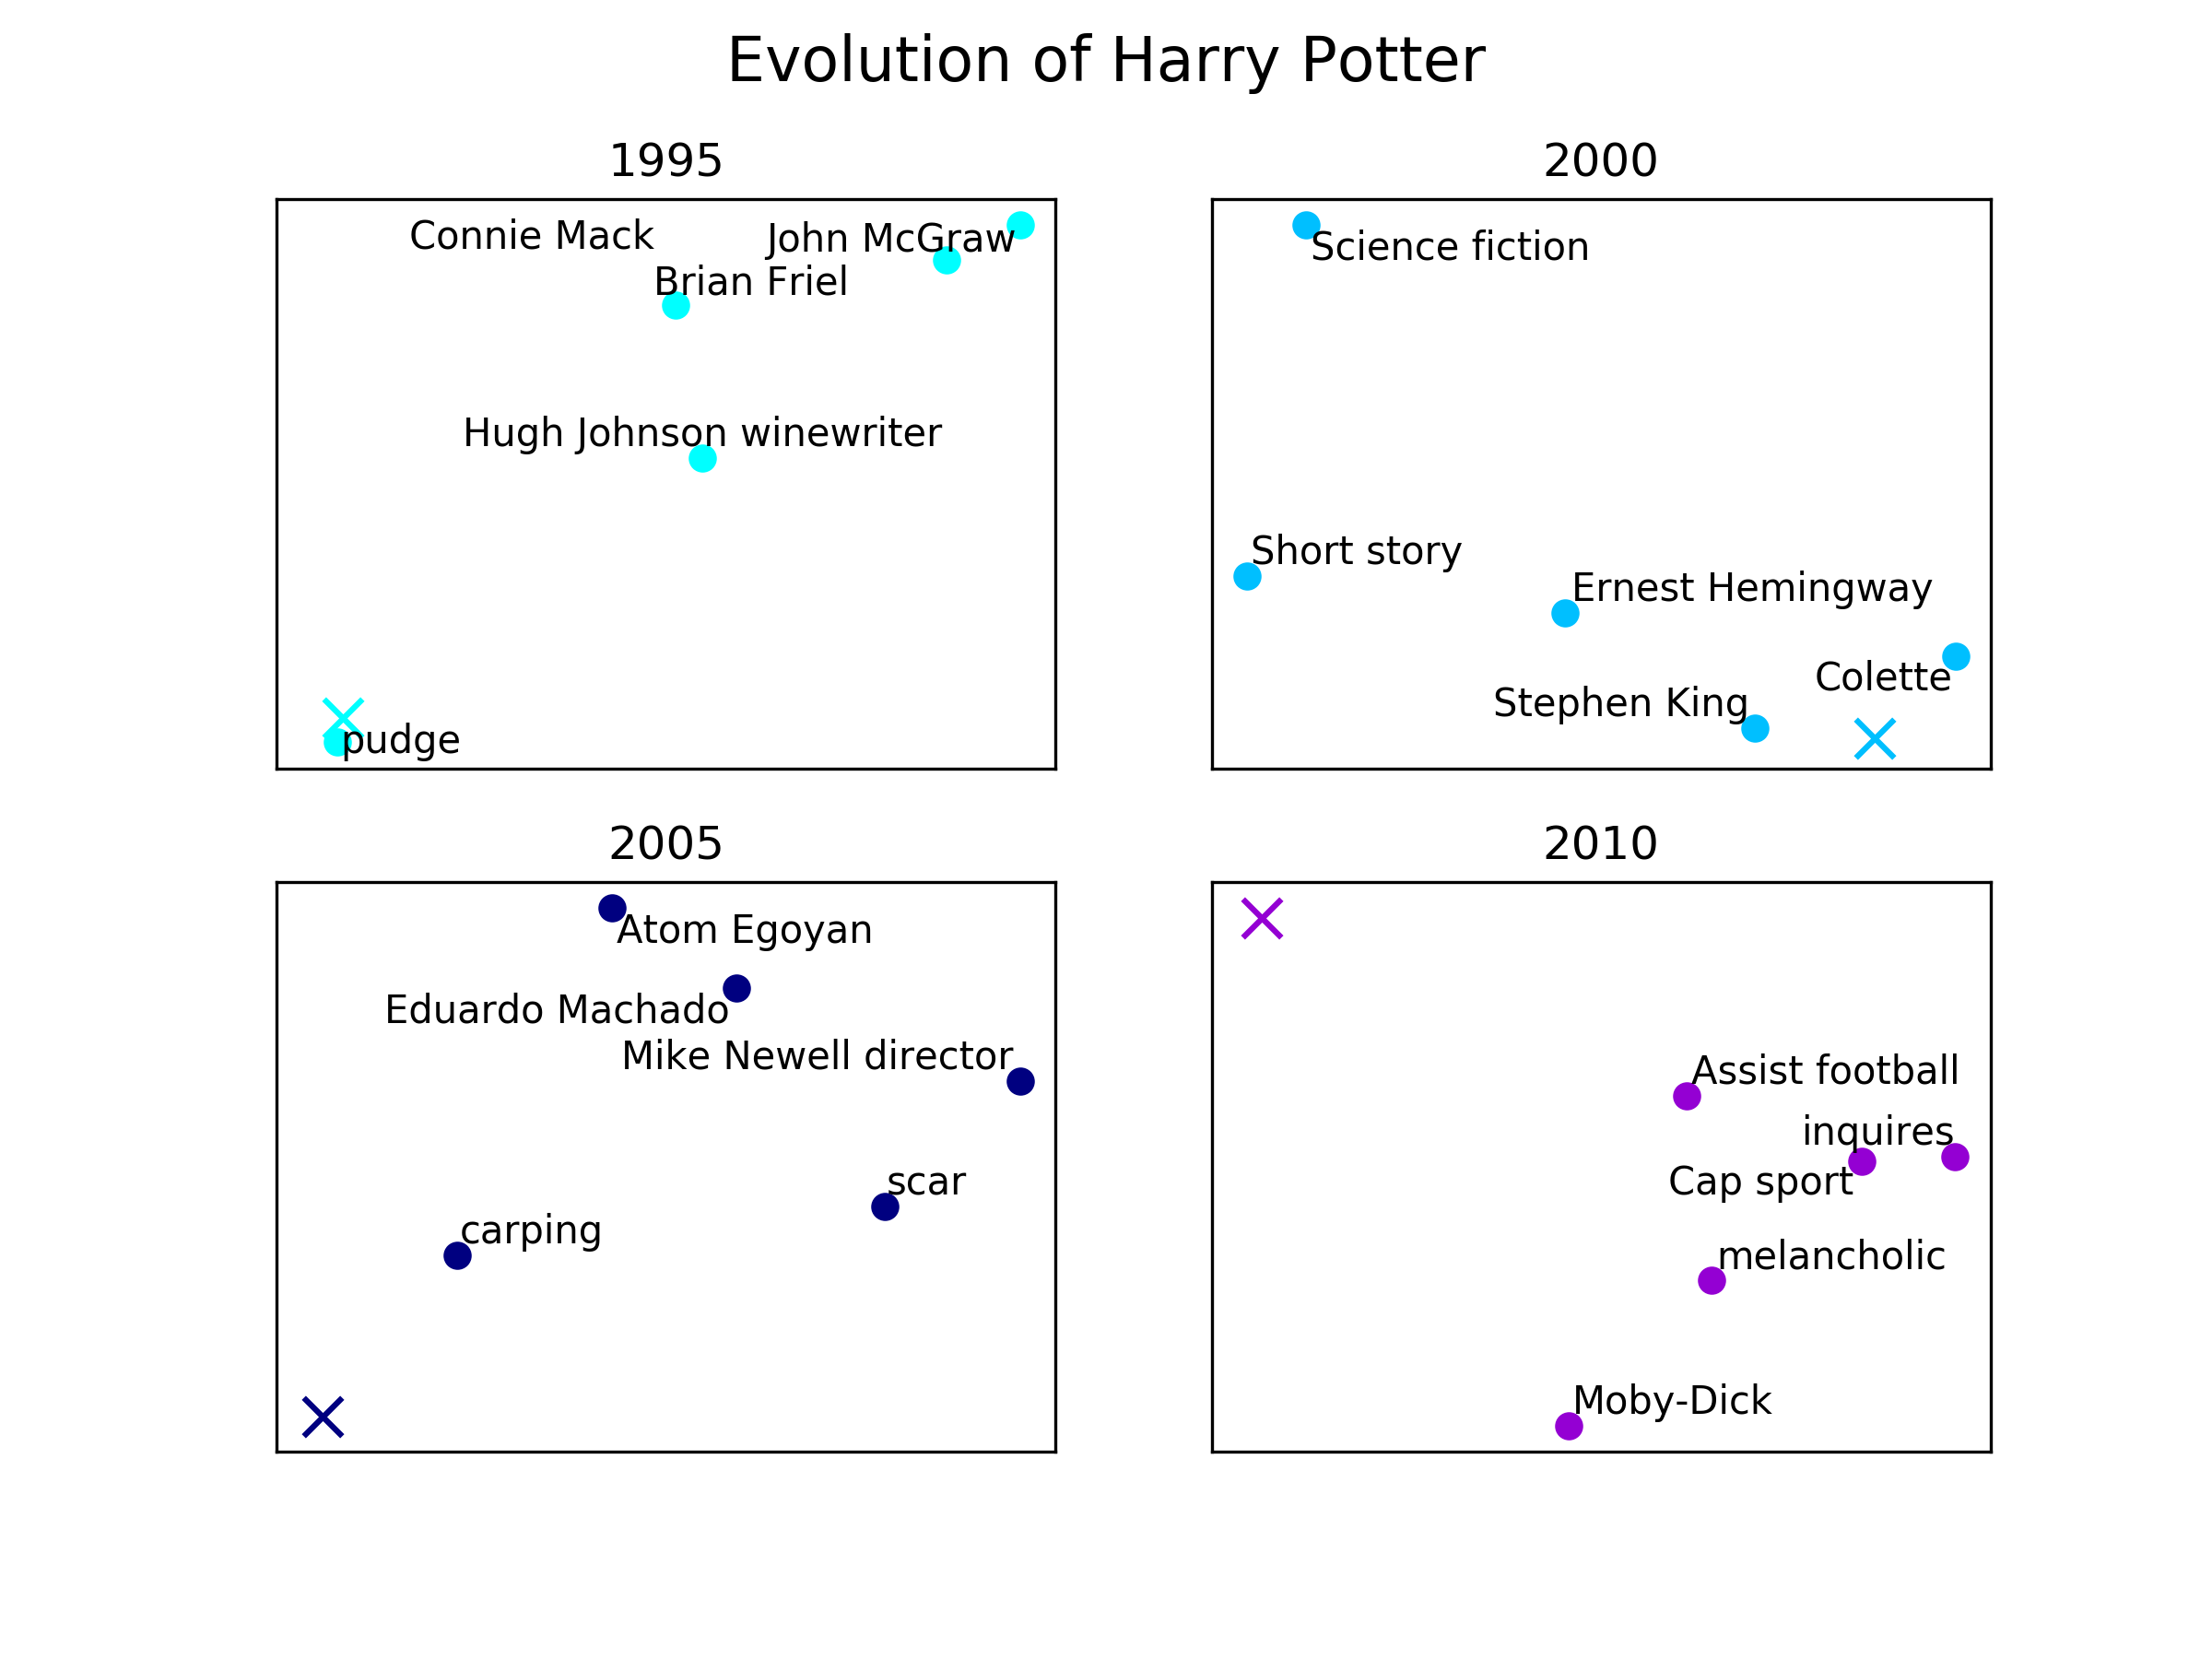 Evolution of Harry Potter
1995
Connie Mack
John McGraw
Brian Friel
Hugh Johnson winewriter
pudge
2000
Science fiction
Short story
Ernest Hemingway
Colette
Stephen King
2005
Atom Egoyan
Eduardo Machado
Mike Newell director
scar
carping
2010
Assist football
inquires
Cap sport
melancholic
Moby-Dick